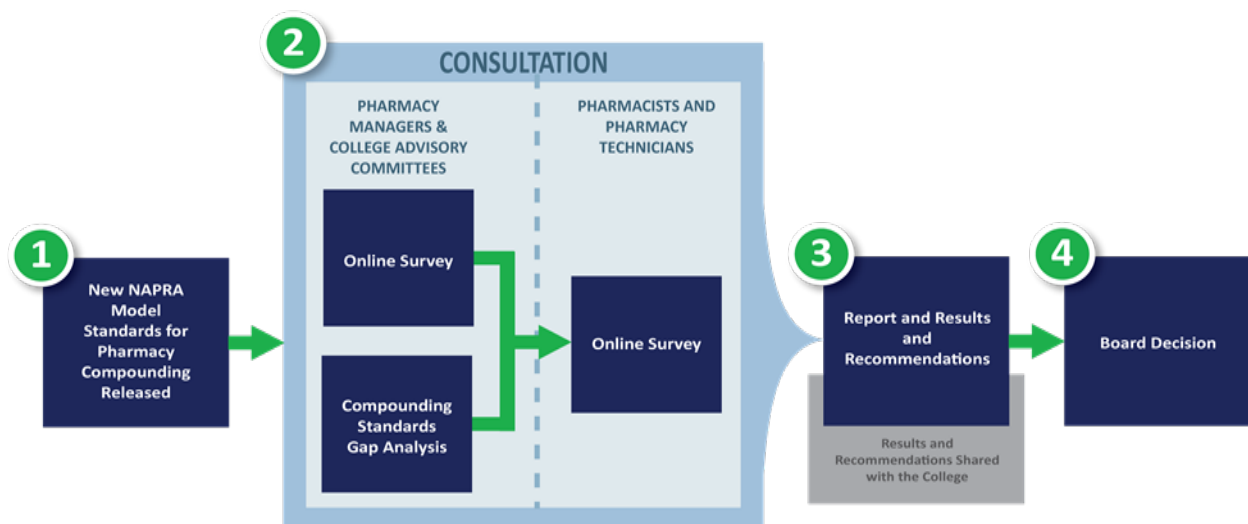 1
New NAPRA
Model
Standards for
Pharmacy
Compounding
Released
2
CONSULTATION
PHARMACY
MANAGERS &
COLLEGE ADVISORY
COMMITTEES
Online Survey
Compounding
Standards
Gap Analysis
PHARMACISTS AND
PHARMACY
TECHNICIANS
Online Survey
3
Report and Results
and
Recommendations
Results and
Recommendations Shared
with the College
4
Board Decision